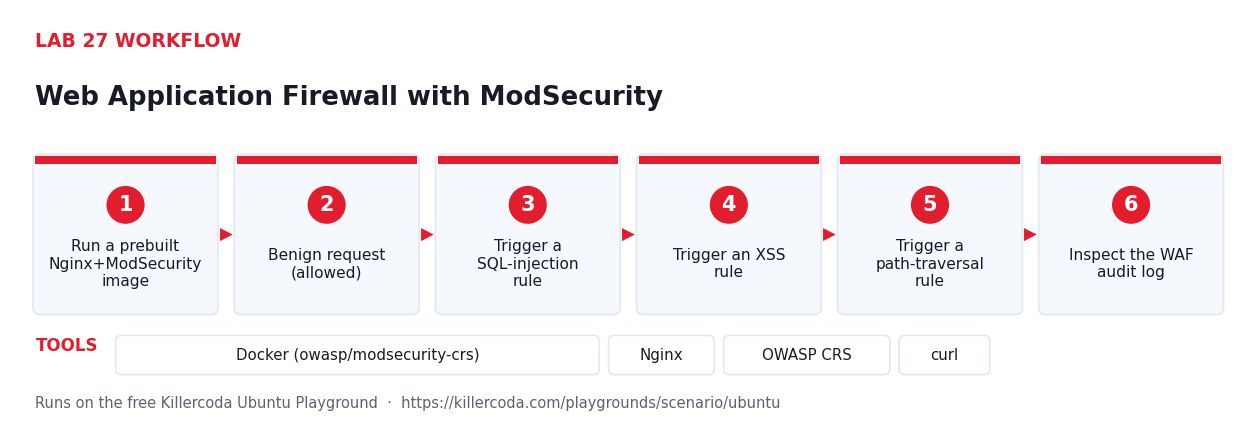 LAB 27 WORKFLOW
Web Application Firewall with ModSecurity
1
Run a prebuilt
Nginx+ModSecurity
image
2
Benign request
(allowed)
3
Trigger a
SQL-injection
rule
4
Trigger an XSS
rule
5
Trigger a
path-traversal
rule
6
Inspect the WAF
audit log
TOOLS
Docker (owasp/modsecurity-crs)
Nginx
OWASP CRS
curl
Runs on the free Killercoda Ubuntu Playground · https://killercoda.com/playgrounds/scenario/ubuntu